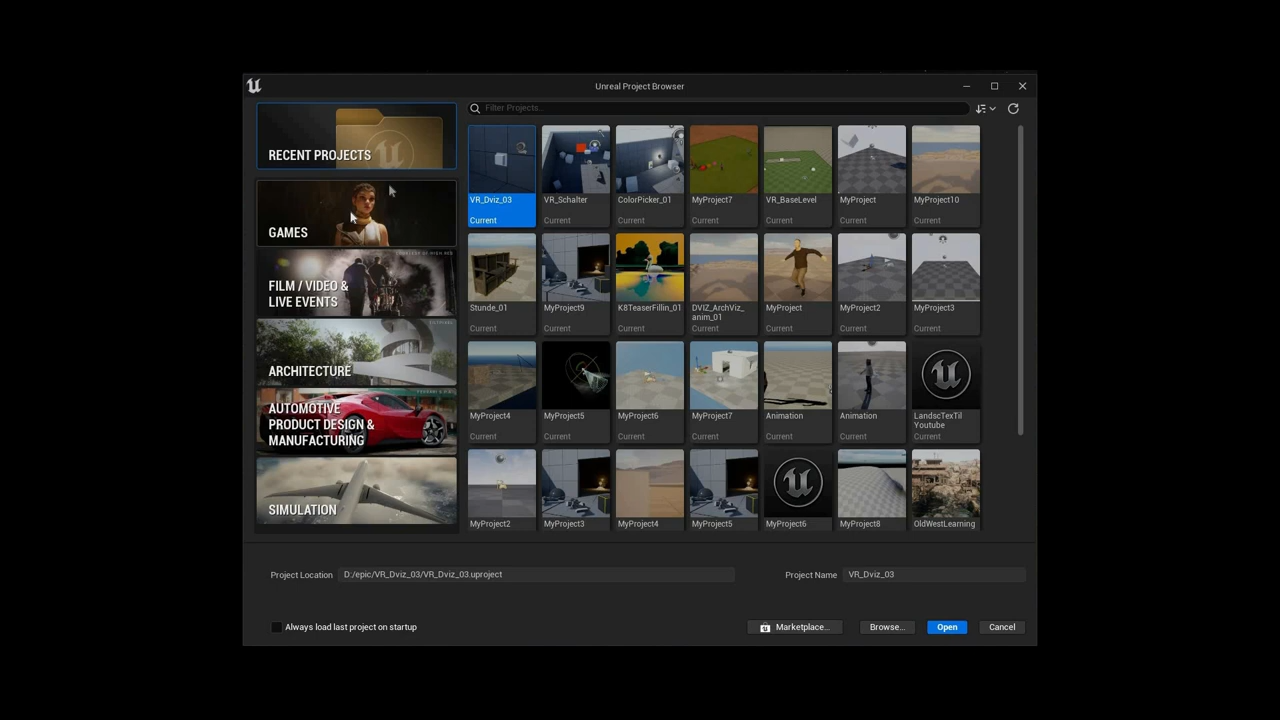 Unreal Project Browser
RECENT PROJECTS
GAMES
FILM / VIDEO &
LIVE EVENTS
ARCHITECTURE
AUTOMOTIVE
PRODUCT DESIGN &
MANUFACTURING
SIMULATION
Filter Projects...
VR_Dviz_03
Current
VR_Schalter
Current
ColorPicker_01
Current
MyProject7
Current
VR_BaseLevel
Current
MyProject
Current
MyProject10
Current
Stunde_01
Current
MyProject9
Current
K8TeaserFillin_01
Current
DVIZ_ArchViz_
anim_01
Current
MyProject
Current
MyProject2
Current
MyProject3
Current
MyProject4
Current
MyProject5
Current
MyProject6
Current
MyProject7
Current
Animation
Current
Animation
Current
LandscTexTil
Youtube
Current
MyProject2
MyProject3
MyProject4
MyProject5
MyProject6
MyProject8
OldWestLearning
Project Location
D:/epic/VR_Dviz_03/VR_Dviz_03.uproject
Project Name
VR_Dviz_03
Always load last project on startup
Marketplace...
Browse...
Open
Cancel